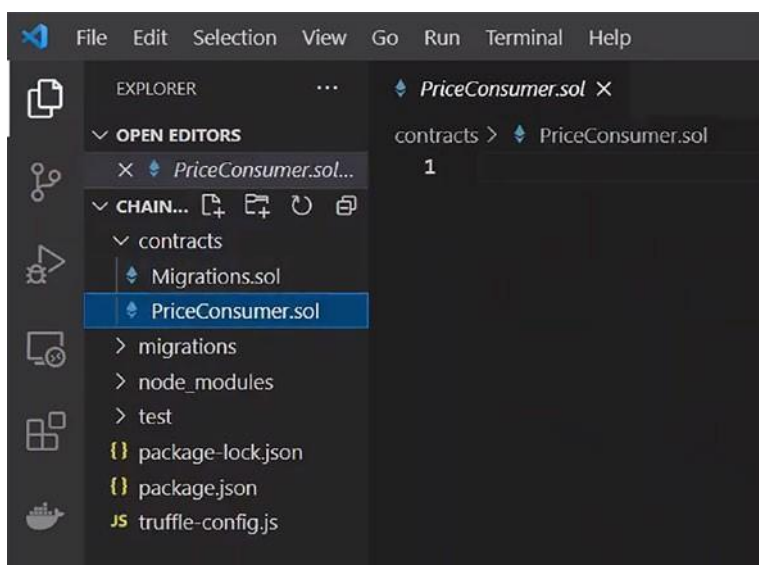 File Edit Selection View Go Run Terminal Help
EXPLORER ...
OPEN EDITORS
PriceConsumer.sol...
CHAIN...
contracts
Migrations.sol
PriceConsumer.sol
migrations
node_modules
test
{} package-lock.json
{} package.json
JS truffle-config.js
PriceConsumer.sol
contracts > PriceConsumer.sol
1